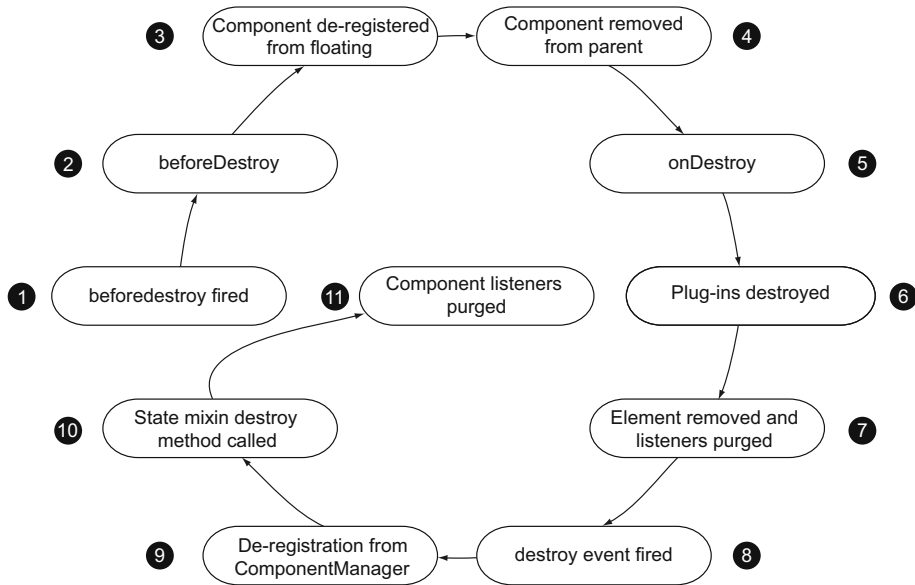 3
Component de-registered
from floating
Component removed
from parent
4
2
beforeDestroy
onDestroy
5
1
beforedestroy fired
11
Component listeners
purged
Plug-ins destroyed
6
10
State mixin destroy
method called
Element removed and
listeners purged
7
9
De-registration from
ComponentManager
destroy event fired
8